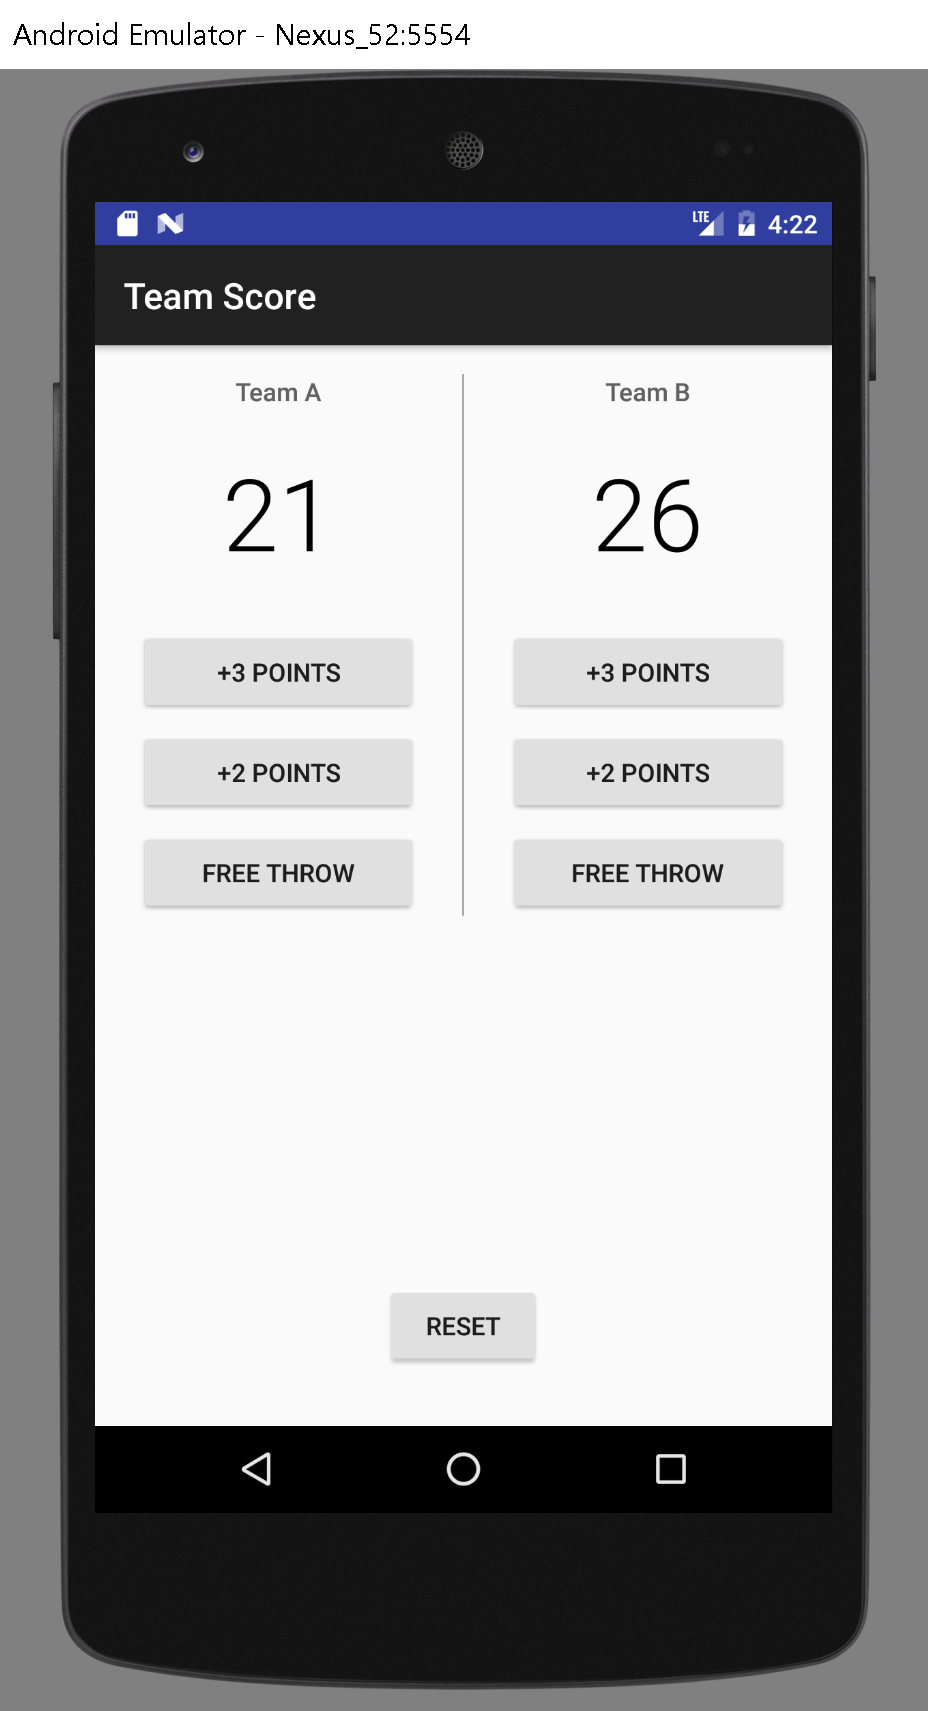 Android Emulator - Nexus_52:5554
LTE 4:22
Team Score
Team A
21
+3 POINTS
+2 POINTS
FREE THROW
Team B
26
+3 POINTS
+2 POINTS
FREE THROW
RESET